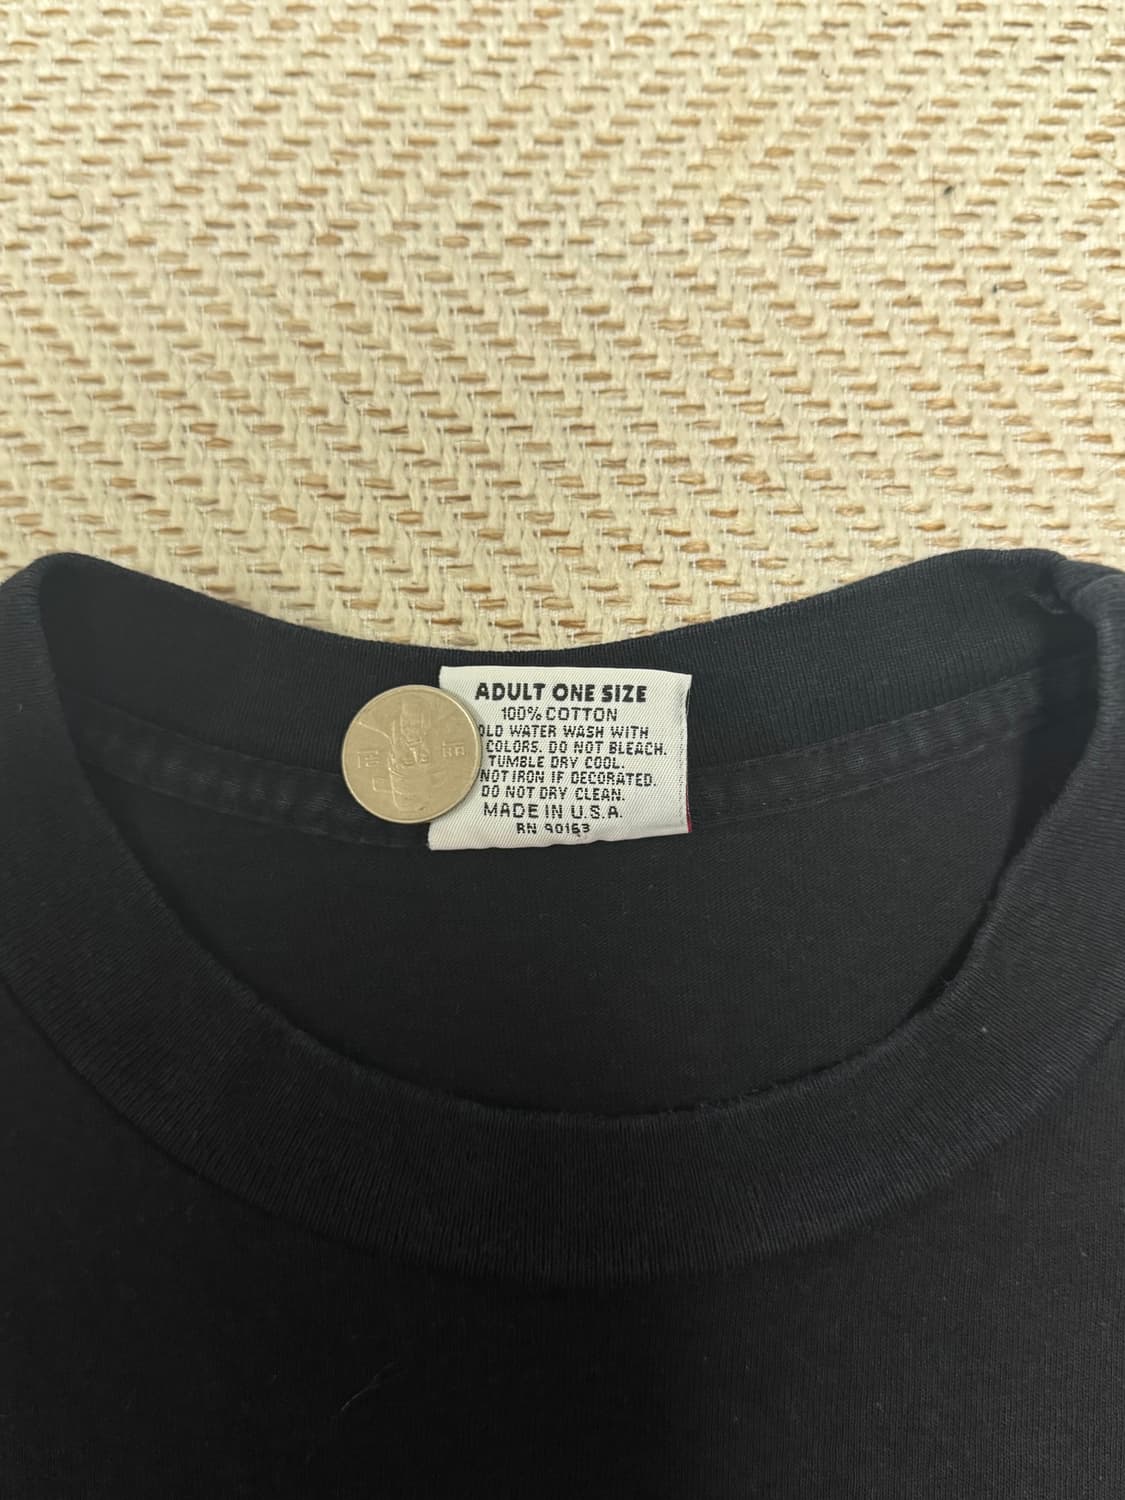 ADULT ONE SIZE
100% COTTON
OLD WATER WASH WITH
COLORS. DO NOT BLEACH.
TUMBLE DRY COOL.
NOT IRON IF DECORATED.
DO NOT DRY CLEAN.
MADE IN U.S.A.
RN 90163